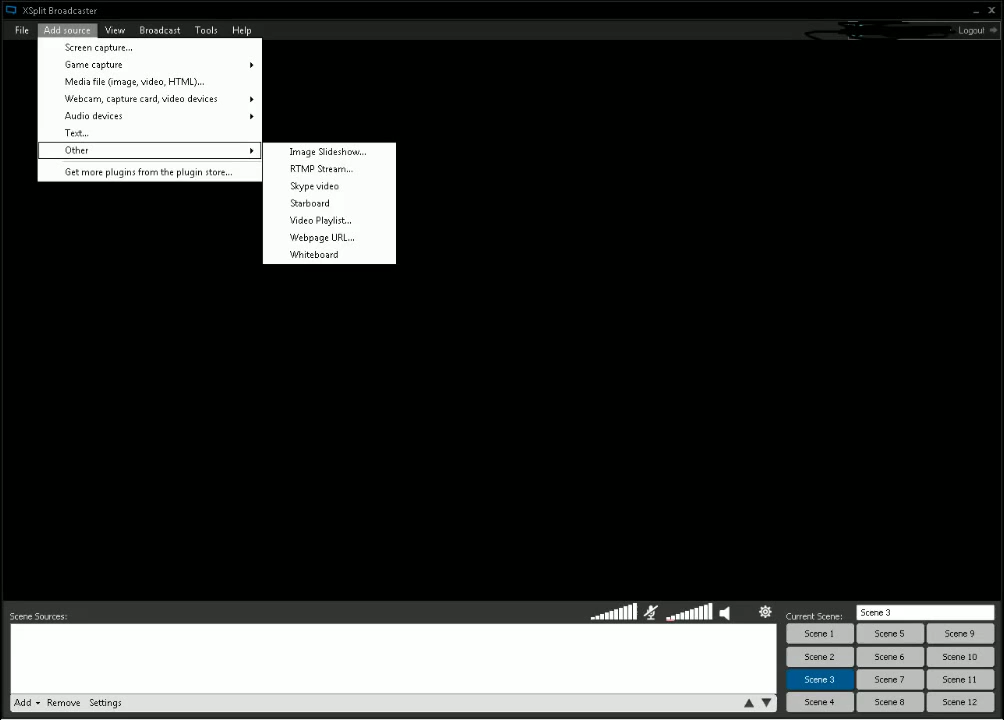 XSplit Broadcaster
File Add source View Broadcast Tools Help Logout
Screen capture...
Game capture
Media file (image, video, HTML)...
Webcam, capture card, video devices
Audio devices
Text...
Other
Get more plugins from the plugin store...
Image Slideshow...
RTMP Stream...
Skype video
Starboard
Video Playlist...
Webpage URL...
Whiteboard
Scene Sources:
Add Remove Settings
Current Scene: Scene 3
Scene 1 Scene 5 Scene 9
Scene 2 Scene 6 Scene 10
Scene 3 Scene 7 Scene 11
Scene 4 Scene 8 Scene 12